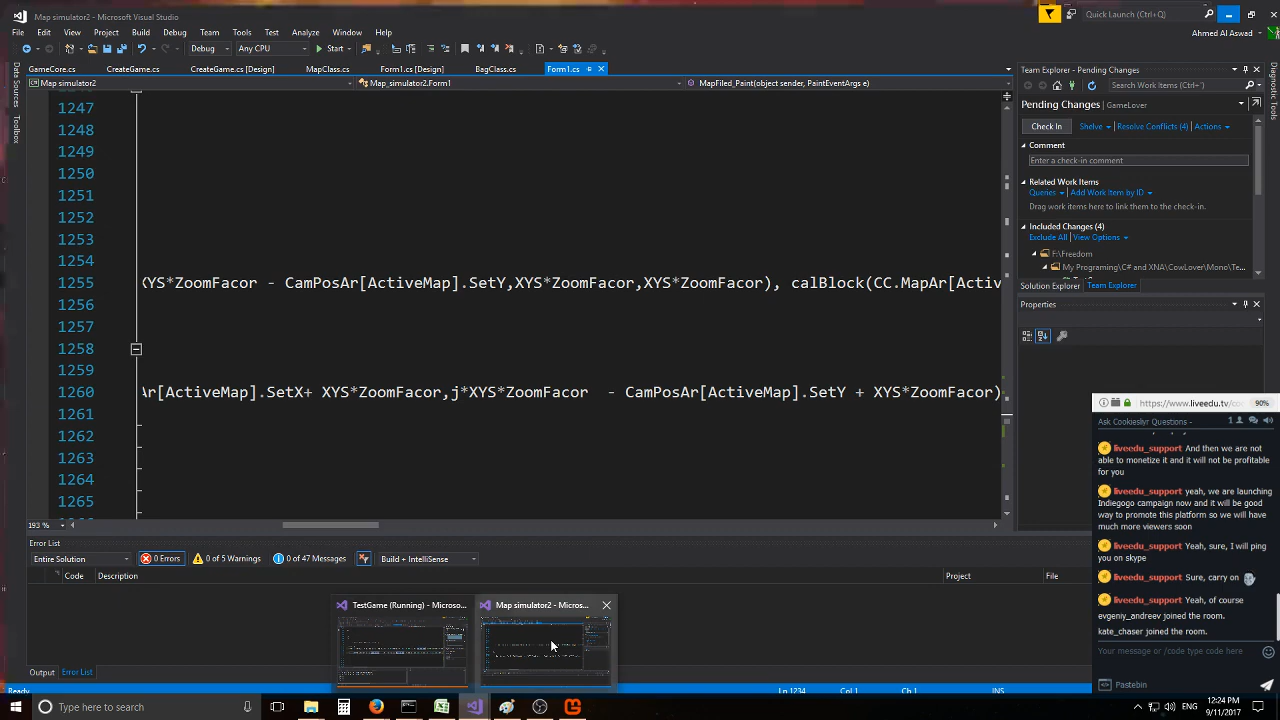 Map simulator2 - Microsoft Visual Studio
Quick Launch (Ctrl+Q)
File Edit View Project Build Debug Team Tools Test Analyze Window Help
Ahmed Al Aswad
Debug Any CPU Start
GameCore.cs CreateGame.cs CreateGame.cs [Design] MapClass.cs Form1.cs [Design] BagClass.cs Form1.cs
Map simulator2 Map_simulator2.Form1 MapFiled_Paint(object sender, PaintEventArgs e)
Data Sources
Toolbox
1247
1248
1249
1250
1251
1252
1253
1254
1255 XYS*ZoomFacor - CamPosAr[ActiveMap].SetY,XYS*ZoomFacor,XYS*ZoomFacor), calBlock(CC.MapAr[Activ
1256
1257
1258
1259
1260 Ar[ActiveMap].SetX+ XYS*ZoomFacor,j*XYS*ZoomFacor - CamPosAr[ActiveMap].SetY + XYS*ZoomFacor)
1261
1262
1263
1264
1265
193 %
Team Explorer - Pending Changes
Search Work Items (Ctrl+')
Pending Changes | GameLover
Check In Shelve Resolve Conflicts (4) Actions
Comment
Enter a check-in comment
Related Work Items
Queries Add Work Item by ID
Drag work items here to link them to the check-in.
Included Changes (4)
Exclude All View Options
F:\Freedom
My Programing\C# and XNA\CowLover\Mono\Te...
Solution Explorer Team Explorer
Properties
Diagnostic Tools
Error List
Entire Solution 0 Errors 0 of 5 Warnings 0 of 47 Messages Build + IntelliSense
Code Description Project File
TestGame (Running) - Microso...
Map simulator2 - Micros...
Output Error List
Ready Ln 1234 Col 1 Ch 1 INS
https://www.liveedu.tv/co 90%
Ask Cookieslyr Questions - 1
liveedu_support And then we are not
able to monetize it and it will not be profitable
for you
liveedu_support yeah, we are launching
Indiegogo campaign now and it will be good
way to promote this platform so we will have
much more viewers soon
liveedu_support Yeah, sure, I will ping
you on skype
liveedu_support Sure, carry on
liveedu_support Yeah, of course
evgeniy_andreev joined the room.
kate_chaser joined the room.
Your message or /code type code here
Pastebin
Type here to search
12:24 PM
9/11/2017